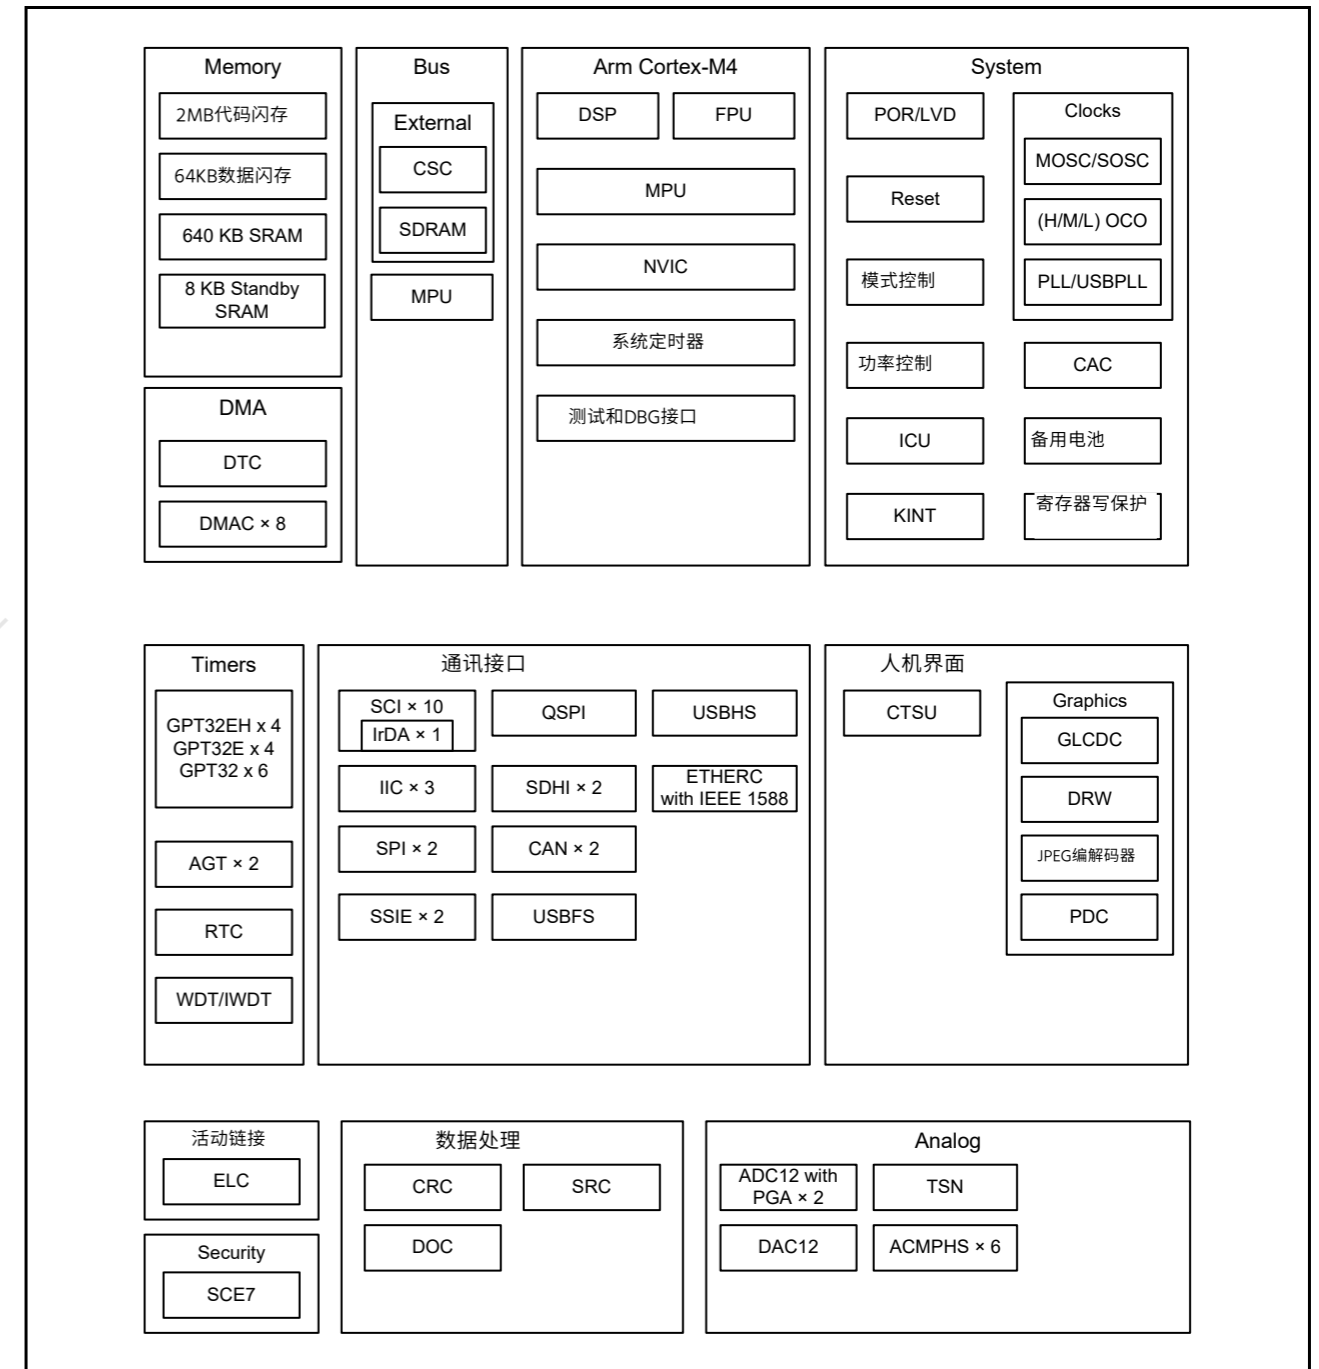 Memory
2MB代码闪存
64KB数据闪存
640 KB SRAM
8 KB Standby
SRAM
DMA
DTC
DMAC × 8
Bus
External
CSC
SDRAM
MPU
Arm Cortex-M4
DSP
FPU
MPU
NVIC
系统定时器
测试和DBG接口
System
POR/LVD
Reset
模式控制
功率控制
ICU
KINT
Clocks
MOSC/SOSC
(H/M/L) OCO
PLL/USBPLL
CAC
备用电池
寄存器写保护
Timers
GPT32EH x 4
GPT32E x 4
GPT32 x 6
AGT × 2
RTC
WDT/IWDT
通讯接口
SCI × 10
IrDA × 1
QSPI
USBHS
IIC × 3
SDHI × 2
ETHERC
with IEEE 1588
SPI × 2
CAN × 2
SSIE × 2
USBFS
人机界面
CTSU
Graphics
GLCDC
DRW
JPEG编解码器
PDC
活动链接
ELC
Security
SCE7
数据处理
CRC
SRC
DOC
Analog
ADC12 with
PGA × 2
TSN
DAC12
ACMPHS × 6